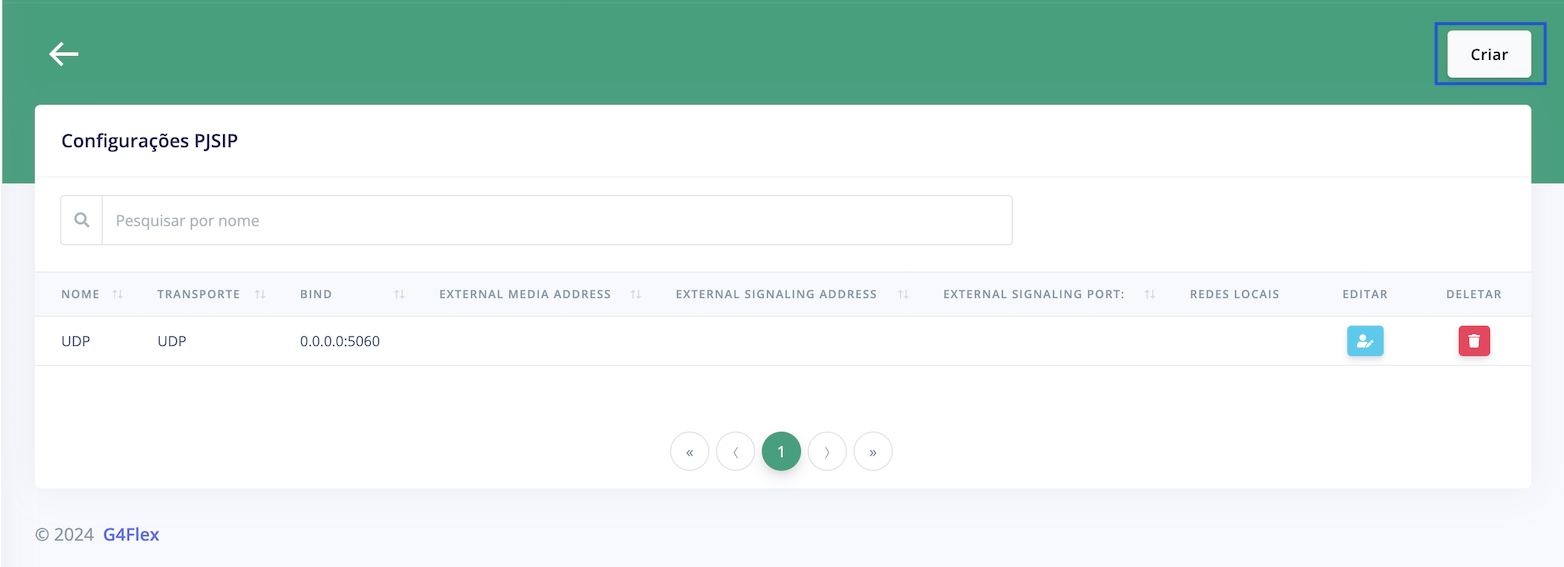 Criar
Configurações PJSIP
Pesquisar por nome
NOME TRANSPORTE BIND EXTERNAL MEDIA ADDRESS EXTERNAL SIGNALING ADDRESS EXTERNAL SIGNALING PORT: REDES LOCAIS EDITAR DELETAR
UDP UDP 0.0.0.0:5060
« ‹ 1 › »
© 2024 G4Flex